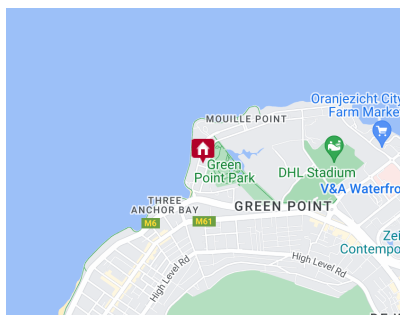 Oranjezicht City
Farm Marke
MOUILLE POINT
Green
Point Park
DHL Stadium
V&A Waterfro
THREE
ANCHOR BAY
GREEN POINT
M6
M61
Zei
Contempo
High Level Rd
High Level Rd